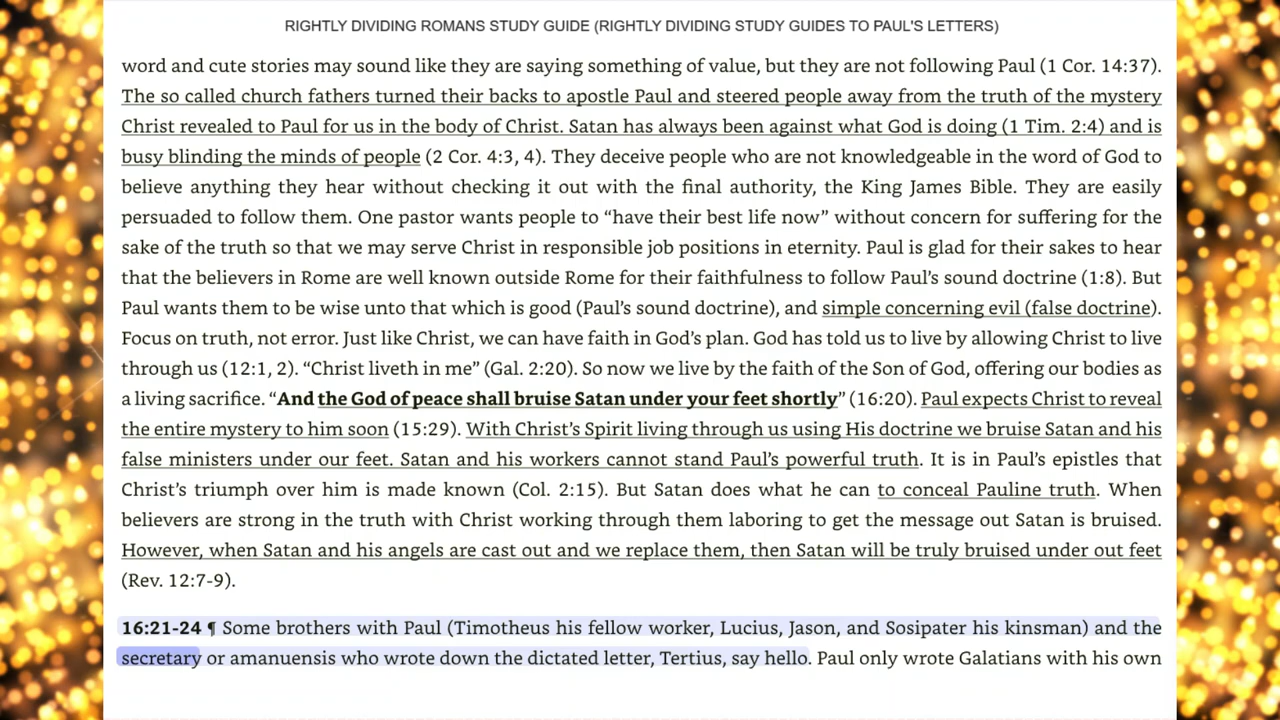 RIGHTLY DIVIDING ROMANS STUDY GUIDE (RIGHTLY DIVIDING STUDY GUIDES TO PAUL'S LETTERS)
word and cute stories may sound like they are saying something of value, but they are not following Paul (1 Cor. 14:37).
The so called church fathers turned their backs to apostle Paul and steered people away from the truth of the mystery
Christ revealed to Paul for us in the body of Christ. Satan has always been against what God is doing (1 Tim. 2:4) and is
busy blinding the minds of people (2 Cor. 4:3, 4). They deceive people who are not knowledgeable in the word of God to
believe anything they hear without checking it out with the final authority, the King James Bible. They are easily
persuaded to follow them. One pastor wants people to “have their best life now” without concern for suffering for the
sake of the truth so that we may serve Christ in responsible job positions in eternity. Paul is glad for their sakes to hear
that the believers in Rome are well known outside Rome for their faithfulness to follow Paul’s sound doctrine (1:8). But
Paul wants them to be wise unto that which is good (Paul’s sound doctrine), and simple concerning evil (false doctrine).
Focus on truth, not error. Just like Christ, we can have faith in God’s plan. God has told us to live by allowing Christ to live
through us (12:1, 2). “Christ liveth in me” (Gal. 2:20). So now we live by the faith of the Son of God, offering our bodies as
a living sacrifice. “And the God of peace shall bruise Satan under your feet shortly” (16:20). Paul expects Christ to reveal
the entire mystery to him soon (15:29). With Christ’s Spirit living through us using His doctrine we bruise Satan and his
false ministers under our feet. Satan and his workers cannot stand Paul’s powerful truth. It is in Paul’s epistles that
Christ’s triumph over him is made known (Col. 2:15). But Satan does what he can to conceal Pauline truth. When
believers are strong in the truth with Christ working through them laboring to get the message out Satan is bruised.
However, when Satan and his angels are cast out and we replace them, then Satan will be truly bruised under out feet
(Rev. 12:7-9).
16:21-24 ¶ Some brothers with Paul (Timotheus his fellow worker, Lucius, Jason, and Sosipater his kinsman) and the
secretary or amanuensis who wrote down the dictated letter, Tertius, say hello. Paul only wrote Galatians with his own